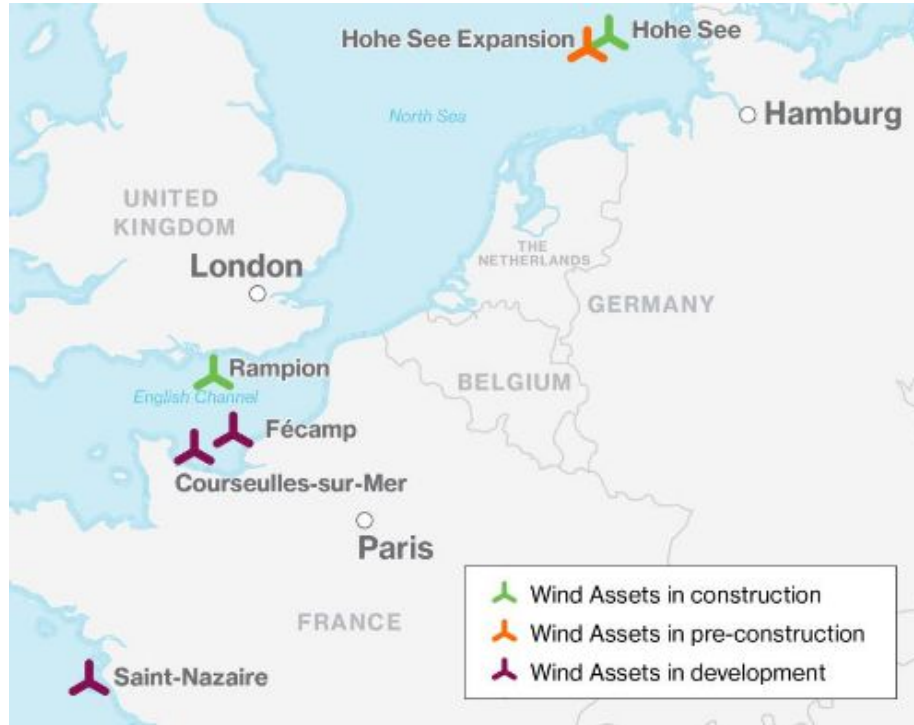 Hohe See Expansion
Hohe See
North Sea
Hamburg
UNITED
KINGDOM
THE
NETHERLANDS
London
GERMANY
Rampion
BELGIUM
English Channel
Fécamp
Courseulles-sur-Mer
Paris
FRANCE
Saint-Nazaire
Wind Assets in construction
Wind Assets in pre-construction
Wind Assets in development